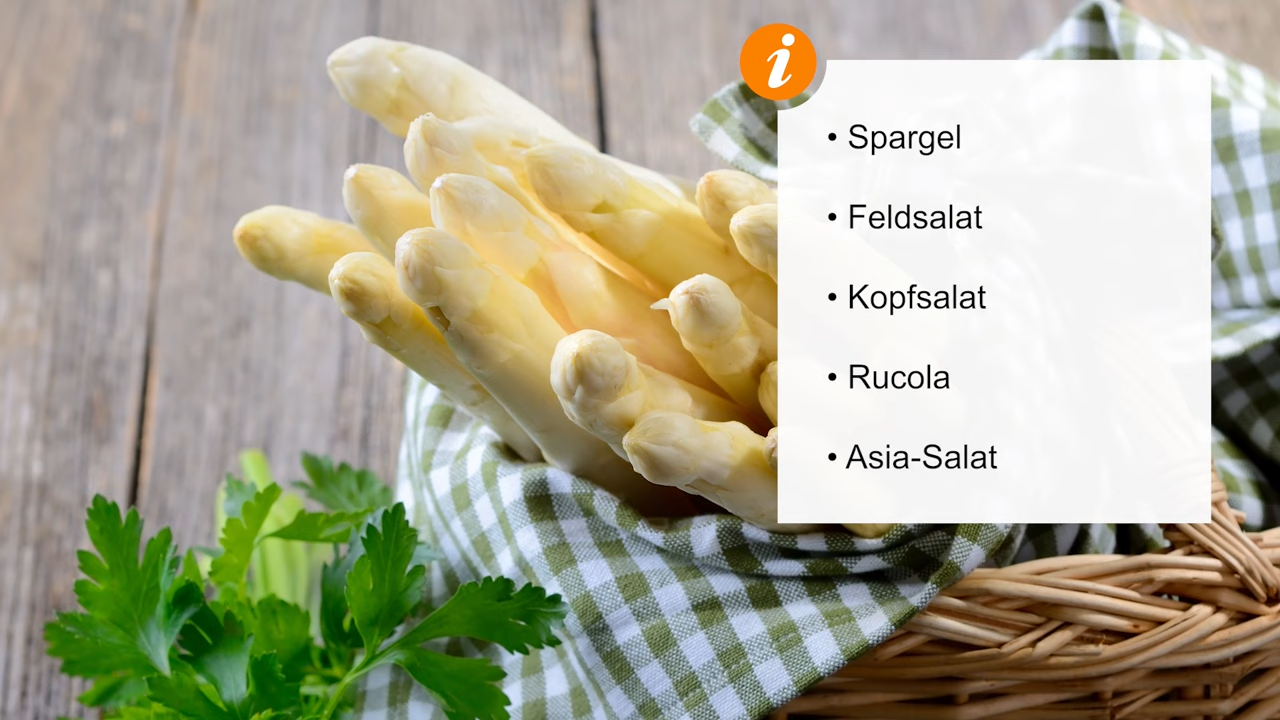 i
• Spargel
• Feldsalat
• Kopfsalat
• Rucola
• Asia-Salat